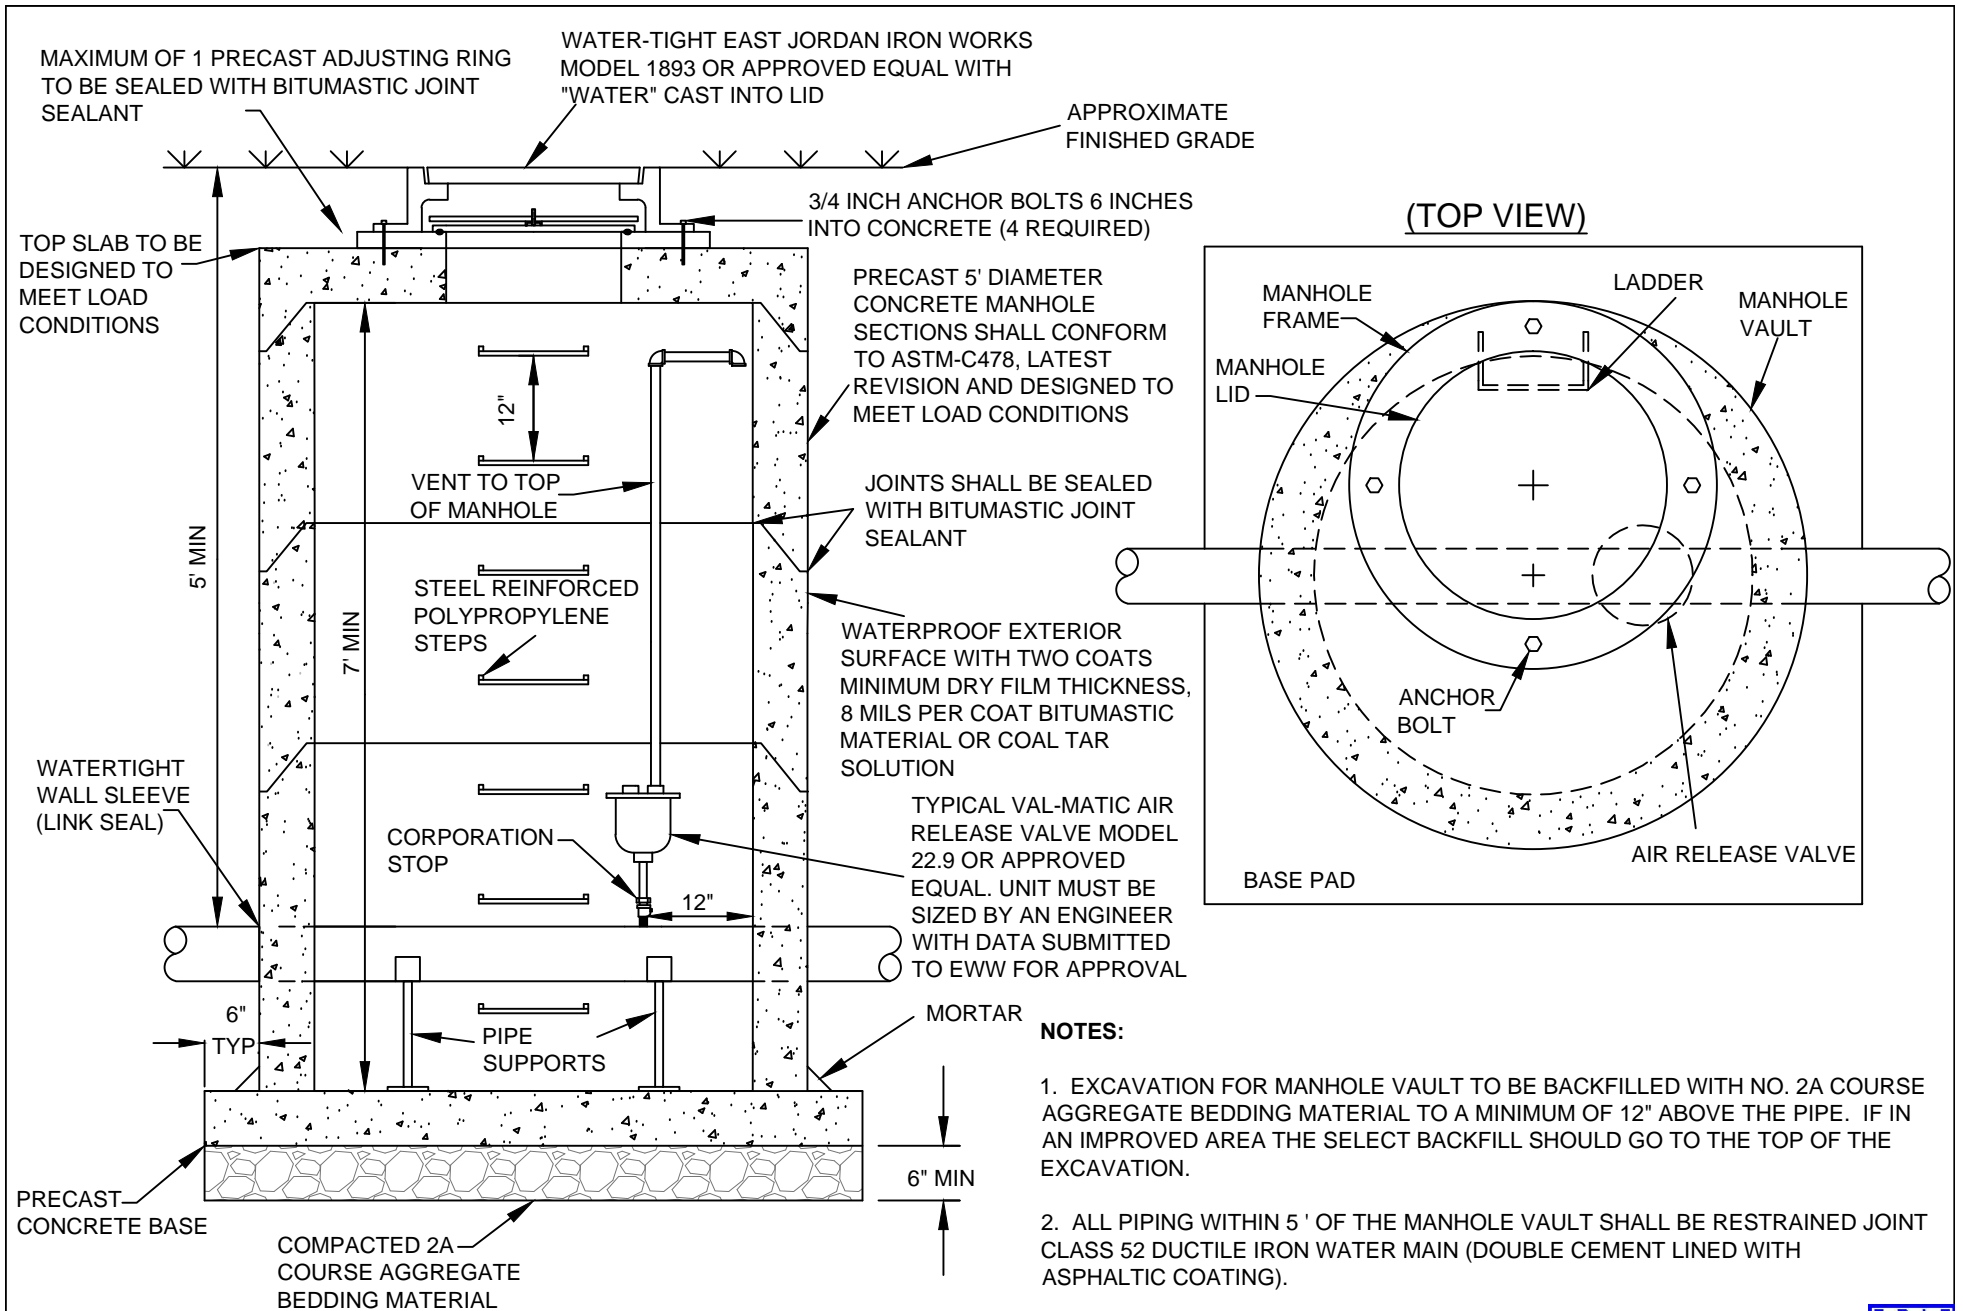 MAXIMUM OF 1 PRECAST ADJUSTING RING
TO BE SEALED WITH BITUMASTIC JOINT
SEALANT
WATER-TIGHT EAST JORDAN IRON WORKS
MODEL 1893 OR APPROVED EQUAL WITH
"WATER" CAST INTO LID
APPROXIMATE
FINISHED GRADE
3/4 INCH ANCHOR BOLTS 6 INCHES
INTO CONCRETE (4 REQUIRED)
TOP SLAB TO BE
DESIGNED TO
MEET LOAD
CONDITIONS
PRECAST 5' DIAMETER
CONCRETE MANHOLE
SECTIONS SHALL CONFORM
TO ASTM-C478, LATEST
REVISION AND DESIGNED TO
MEET LOAD CONDITIONS
12"
VENT TO TOP
OF MANHOLE
JOINTS SHALL BE SEALED
WITH BITUMASTIC JOINT
SEALANT
5' MIN
7' MIN
STEEL REINFORCED
POLYPROPYLENE
STEPS
WATERPROOF EXTERIOR
SURFACE WITH TWO COATS
MINIMUM DRY FILM THICKNESS,
8 MILS PER COAT BITUMASTIC
MATERIAL OR COAL TAR
SOLUTION
WATERTIGHT
WALL SLEEVE
(LINK SEAL)
CORPORATION
STOP
TYPICAL VAL-MATIC AIR
RELEASE VALVE MODEL
22.9 OR APPROVED
EQUAL. UNIT MUST BE
SIZED BY AN ENGINEER
WITH DATA SUBMITTED
TO EWW FOR APPROVAL
12"
6"
TYP
PIPE
SUPPORTS
MORTAR
6" MIN
PRECAST
CONCRETE BASE
COMPACTED 2A
COURSE AGGREGATE
BEDDING MATERIAL
(TOP VIEW)
MANHOLE
FRAME
LADDER
MANHOLE
VAULT
MANHOLE
LID
ANCHOR
BOLT
AIR RELEASE VALVE
BASE PAD
NOTES:
1. EXCAVATION FOR MANHOLE VAULT TO BE BACKFILLED WITH NO. 2A COURSE
AGGREGATE BEDDING MATERIAL TO A MINIMUM OF 12" ABOVE THE PIPE. IF IN
AN IMPROVED AREA THE SELECT BACKFILL SHOULD GO TO THE TOP OF THE
EXCAVATION.
2. ALL PIPING WITHIN 5 ' OF THE MANHOLE VAULT SHALL BE RESTRAINED JOINT
CLASS 52 DUCTILE IRON WATER MAIN (DOUBLE CEMENT LINED WITH
ASPHALTIC COATING).